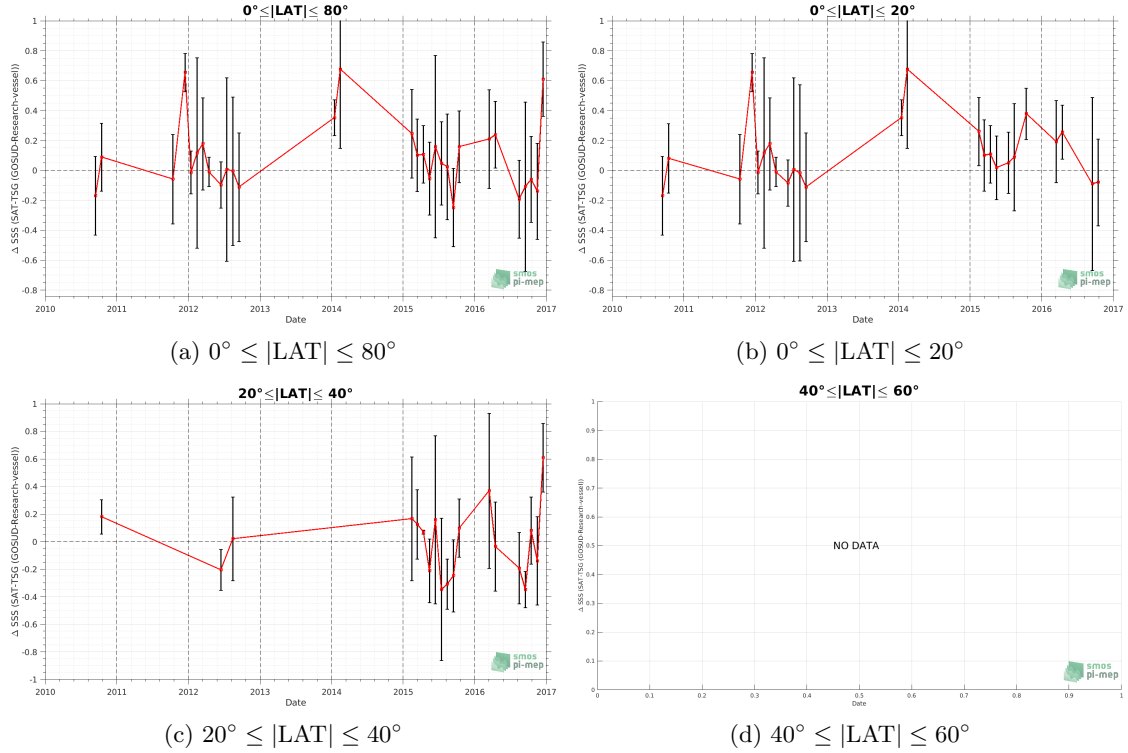 0°≤|LAT|≤ 80°
Δ SSS (SAT-TSG (GOSUD-Research-vessel))
1
0.8
0.6
0.4
0.2
0
-0.2
-0.4
-0.6
-0.8
2010 2011 2012 2013 2014 2015 2016 2017
Date
smos
pi-mep
(a) 0° ≤ |LAT| ≤ 80°
0°≤|LAT|≤ 20°
Δ SSS (SAT-TSG (GOSUD-Research-vessel))
1
0.8
0.6
0.4
0.2
0
-0.2
-0.4
-0.6
-0.8
2010 2011 2012 2013 2014 2015 2016 2017
Date
smos
pi-mep
(b) 0° ≤ |LAT| ≤ 20°
20°≤|LAT|≤ 40°
Δ SSS (SAT-TSG (GOSUD-Research-vessel))
1
0.8
0.6
0.4
0.2
0
-0.2
-0.4
-0.6
-0.8
-1
2010 2011 2012 2013 2014 2015 2016 2017
Date
smos
pi-mep
(c) 20° ≤ |LAT| ≤ 40°
40°≤|LAT|≤ 60°
Δ SSS (SAT-TSG (GOSUD-Research-vessel))
1
0.9
0.8
0.7
0.6
0.5
0.4
0.3
0.2
0.1
0
NO DATA
0 0.1 0.2 0.3 0.4 0.5 0.6 0.7 0.8 0.9 1
Date
smos
pi-mep
(d) 40° ≤ |LAT| ≤ 60°